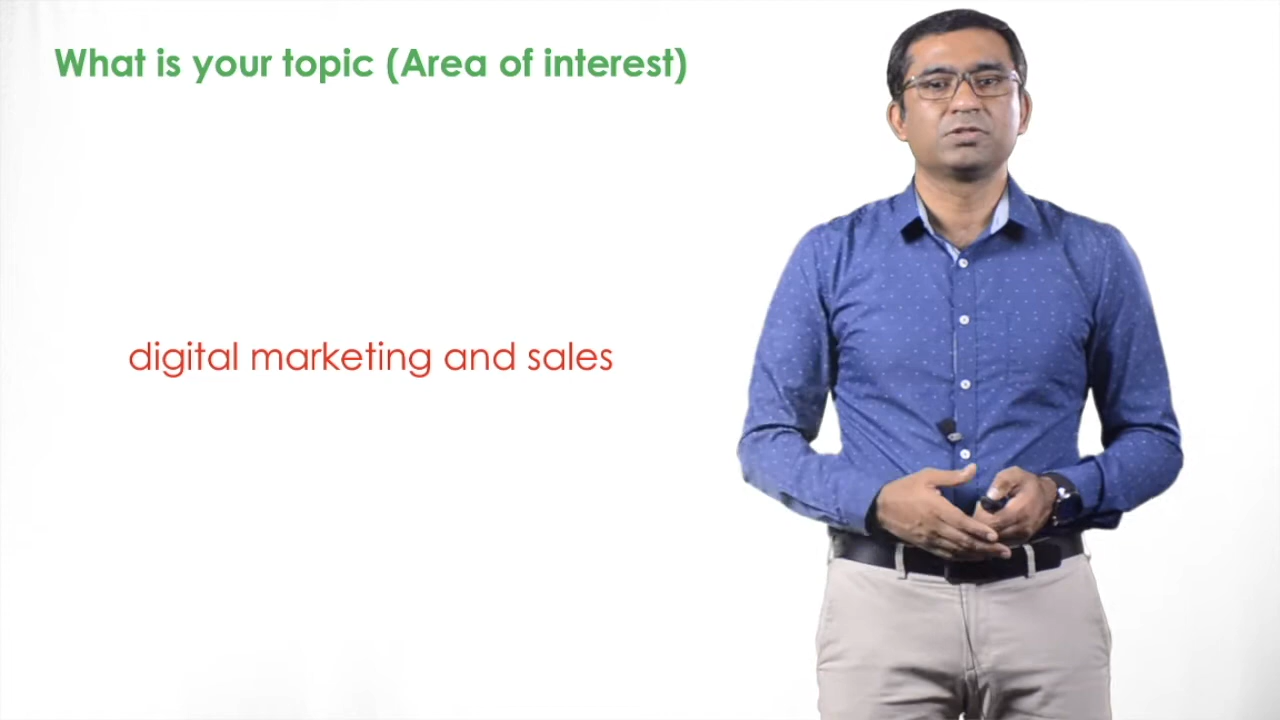 What is your topic (Area of interest)
digital marketing and sales